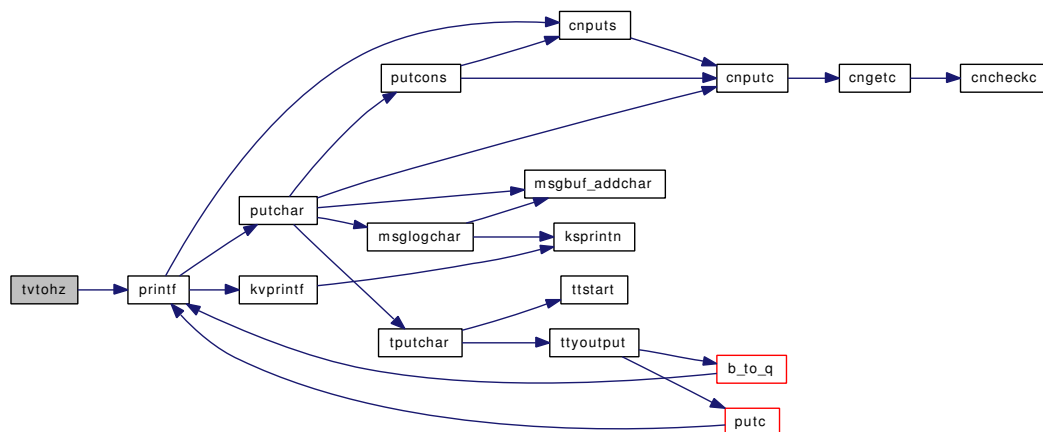 cnputs
putcons
cnputc
cngetc
cncheckc
msgbuf_addchar
putchar
msglogchar
ksprintn
tvtohz
printf
kvprintf
ttstart
tputchar
ttyoutput
b_to_q
putc